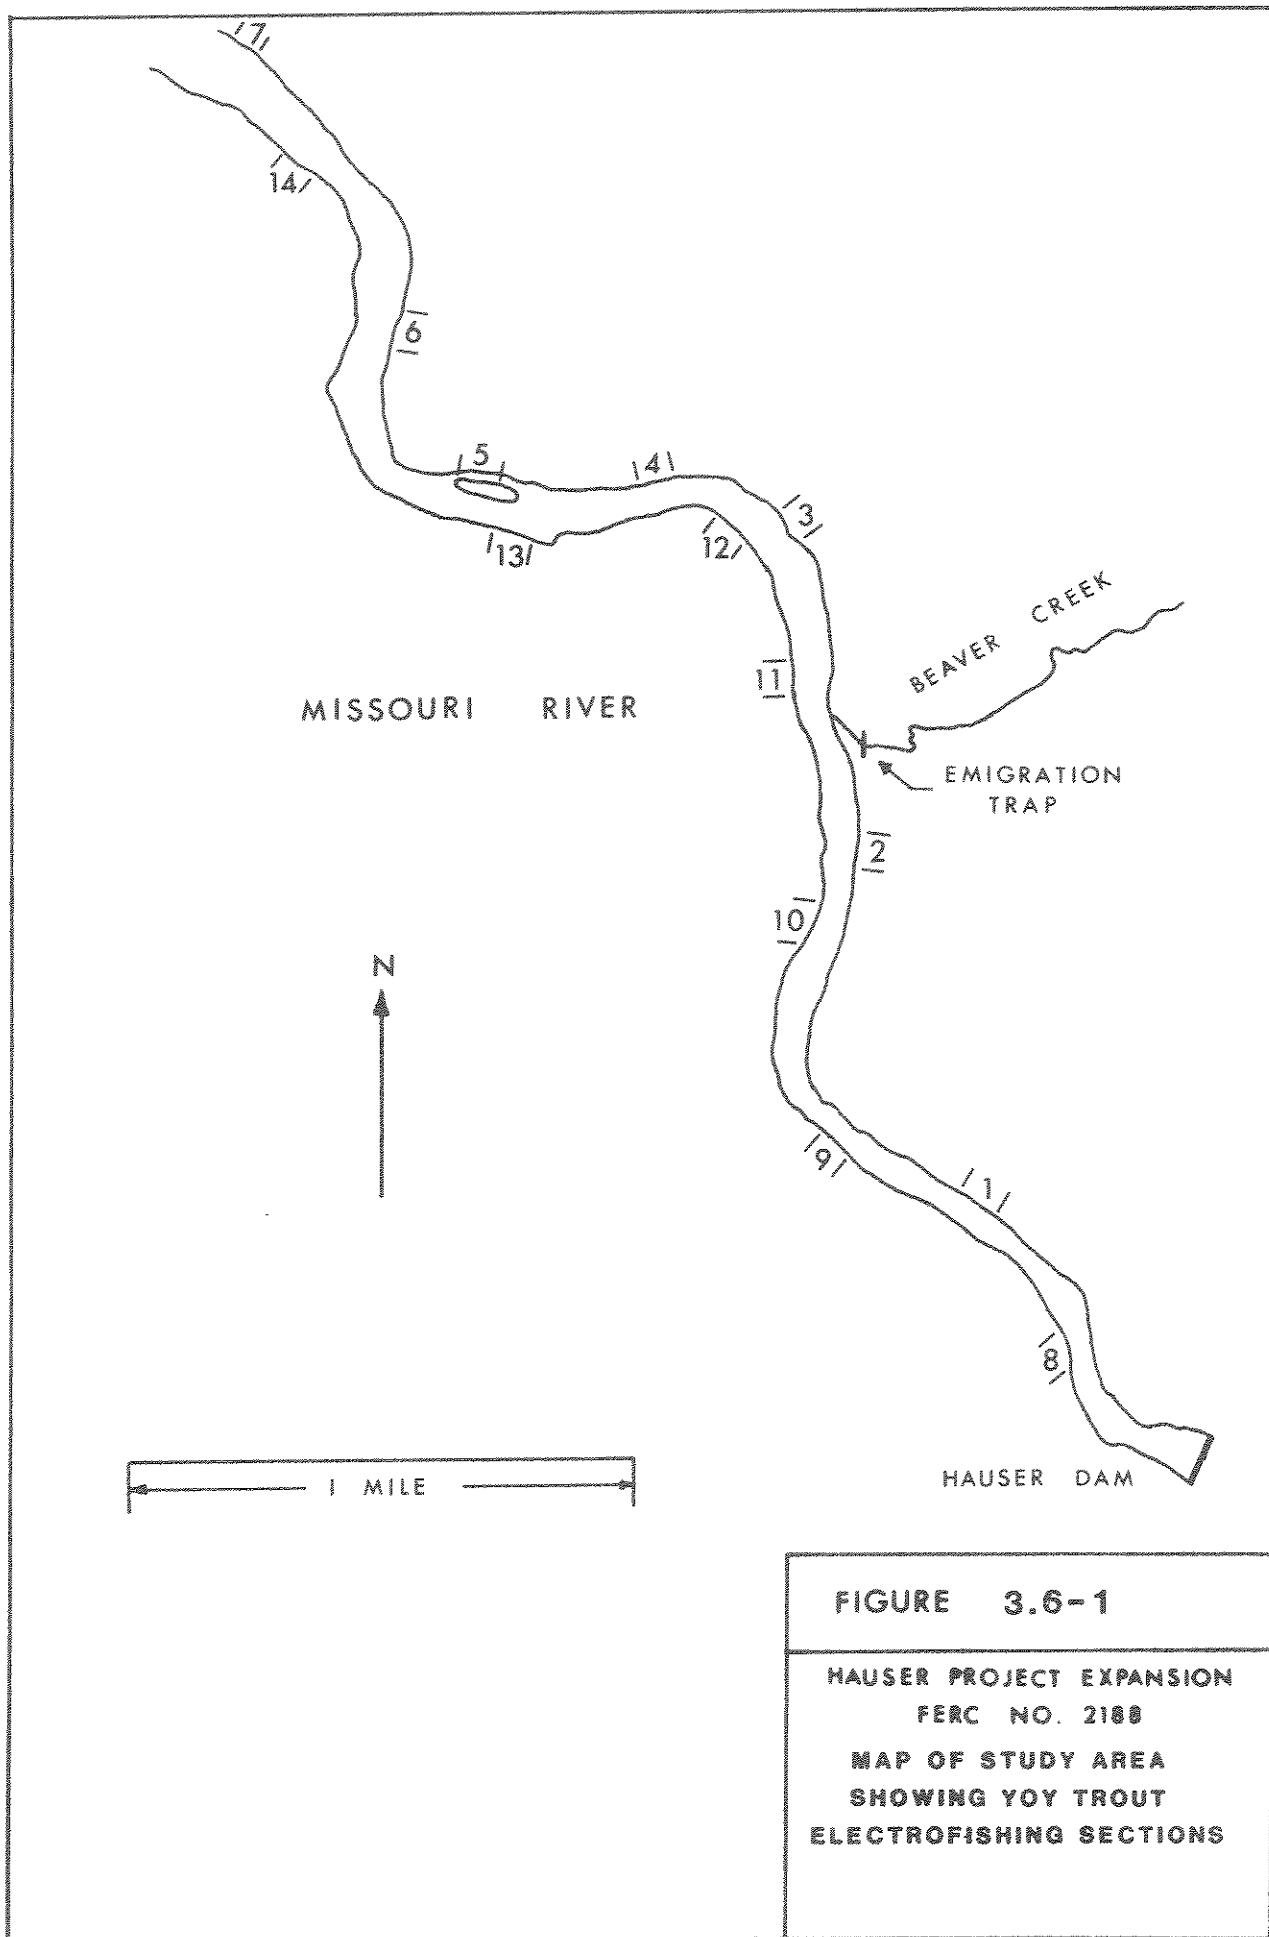 7
14
6
5
4
3
13
12
BEAVER CREEK
11
MISSOURI RIVER
EMIGRATION
TRAP
2
10
N
9
1
8
1 MILE
HAUSER DAM
FIGURE 3.6-1
HAUSER PROJECT EXPANSION
FERC NO. 2188
MAP OF STUDY AREA
SHOWING YOY TROUT
ELECTROFISHING SECTIONS